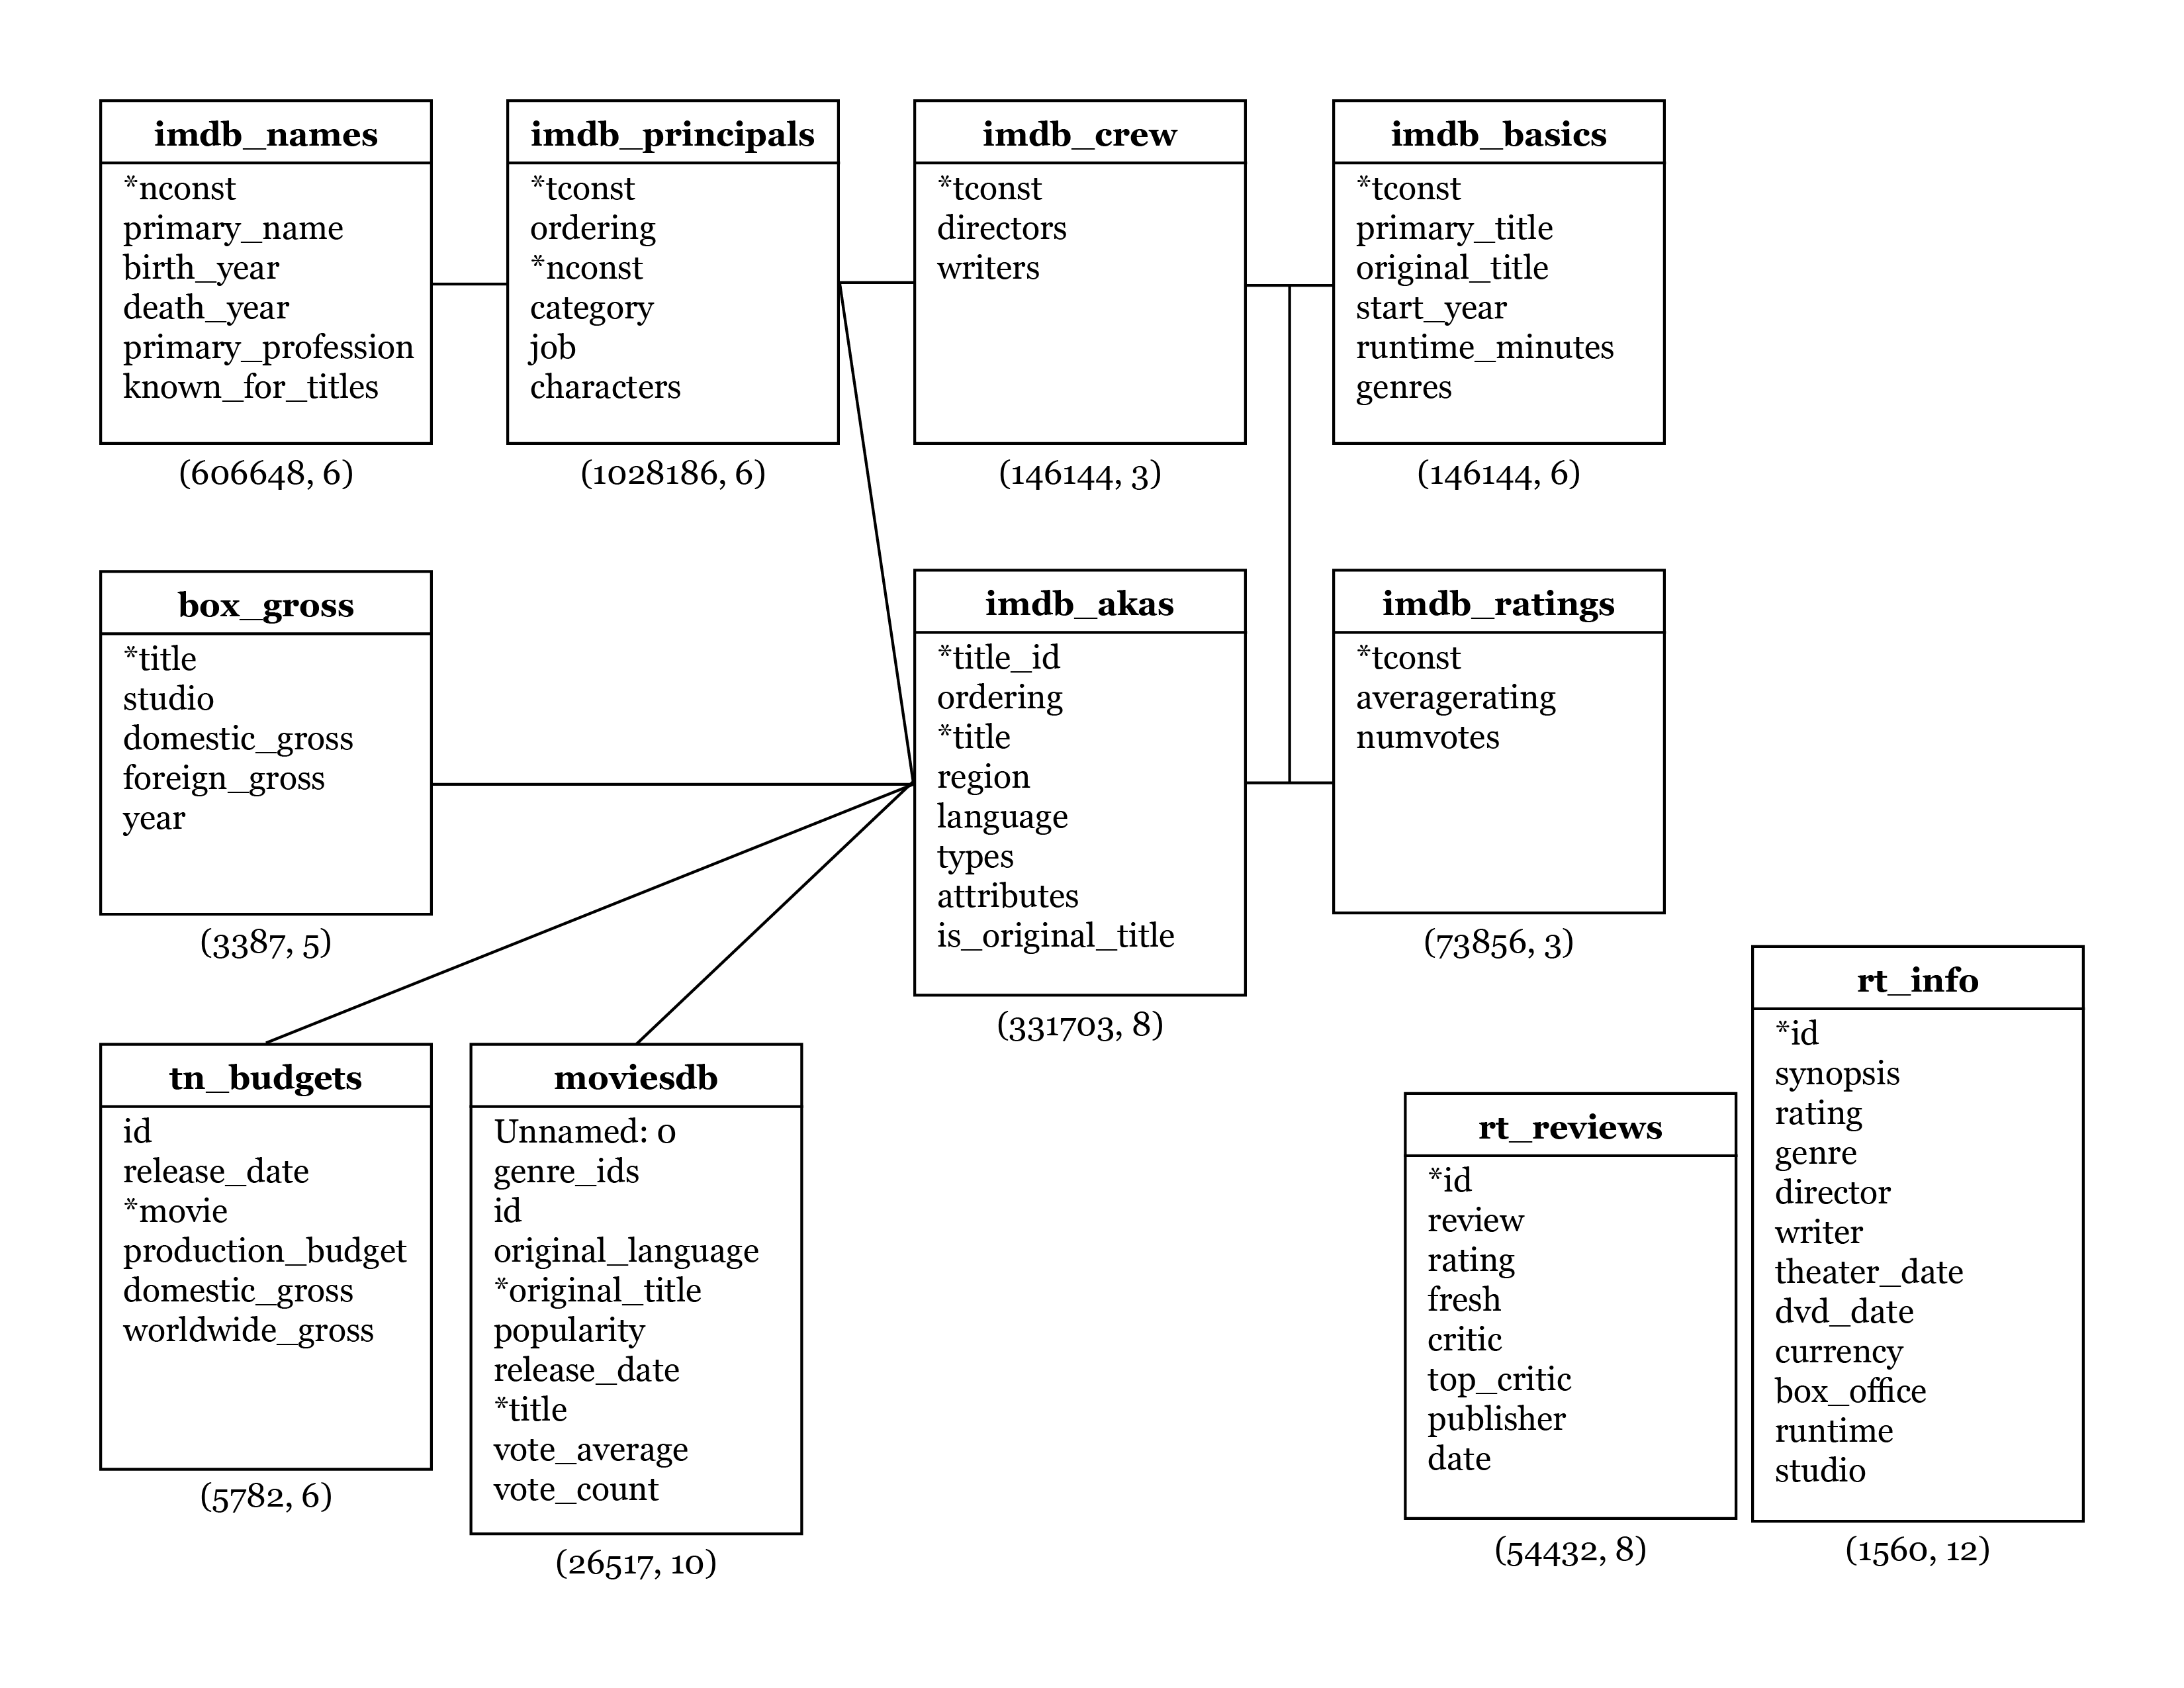 imdb_names
*nconst
primary_name
birth_year
death_year
primary_profession
known_for_titles
(606648, 6)
imdb_principals
*tconst
ordering
*nconst
category
job
characters
(1028186, 6)
imdb_crew
*tconst
directors
writers
(146144, 3)
imdb_basics
*tconst
primary_title
original_title
start_year
runtime_minutes
genres
(146144, 6)
box_gross
*title
studio
domestic_gross
foreign_gross
year
(3387, 5)
imdb_akas
*title_id
ordering
*title
region
language
types
attributes
is_original_title
(331703, 8)
imdb_ratings
*tconst
averagerating
numvotes
(73856, 3)
tn_budgets
id
release_date
*movie
production_budget
domestic_gross
worldwide_gross
(5782, 6)
moviesdb
Unnamed: 0
genre_ids
id
original_language
*original_title
popularity
release_date
*title
vote_average
vote_count
(26517, 10)
rt_reviews
*id
review
rating
fresh
critic
top_critic
publisher
date
(54432, 8)
rt_info
*id
synopsis
rating
genre
director
writer
theater_date
dvd_date
currency
box_office
runtime
studio
(1560, 12)